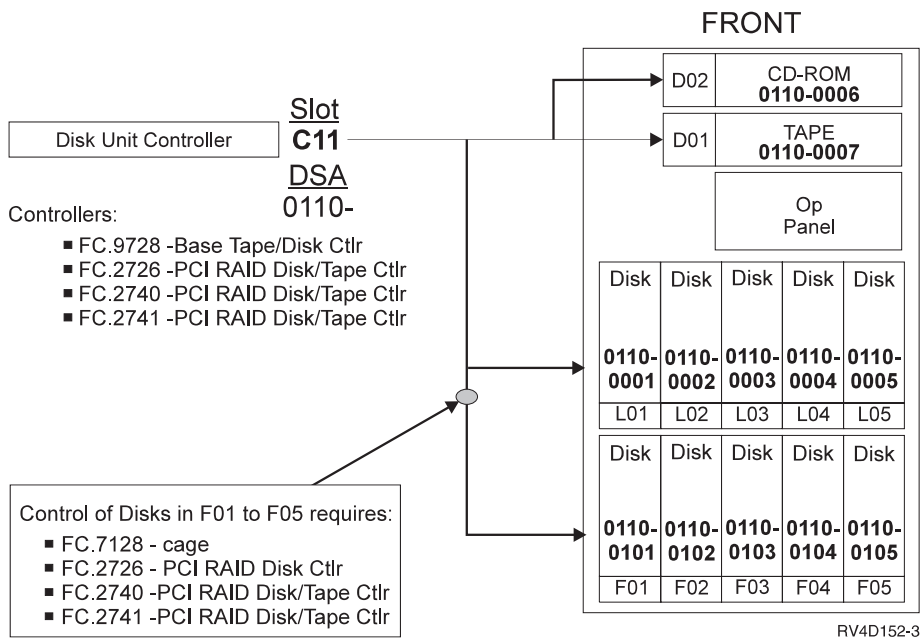 FRONT
D02
CD-ROM
0110-0006
Slot
Disk Unit Controller
C11
D01
TAPE
0110-0007
DSA
0110-
Op
Panel
Controllers:
▪ FC.9728 -Base Tape/Disk Ctlr
▪ FC.2726 -PCI RAID Disk/Tape Ctlr
▪ FC.2740 -PCI RAID Disk/Tape Ctlr
▪ FC.2741 -PCI RAID Disk/Tape Ctlr
Disk Disk Disk Disk Disk
0110- 0110- 0110- 0110- 0110-
0001 0002 0003 0004 0005
L01 L02 L03 L04 L05
Disk Disk Disk Disk Disk
0110- 0110- 0110- 0110- 0110-
0101 0102 0103 0104 0105
F01 F02 F03 F04 F05
Control of Disks in F01 to F05 requires:
▪ FC.7128 - cage
▪ FC.2726 - PCI RAID Disk Ctlr
▪ FC.2740 -PCI RAID Disk/Tape Ctlr
▪ FC.2741 -PCI RAID Disk/Tape Ctlr
RV4D152-3